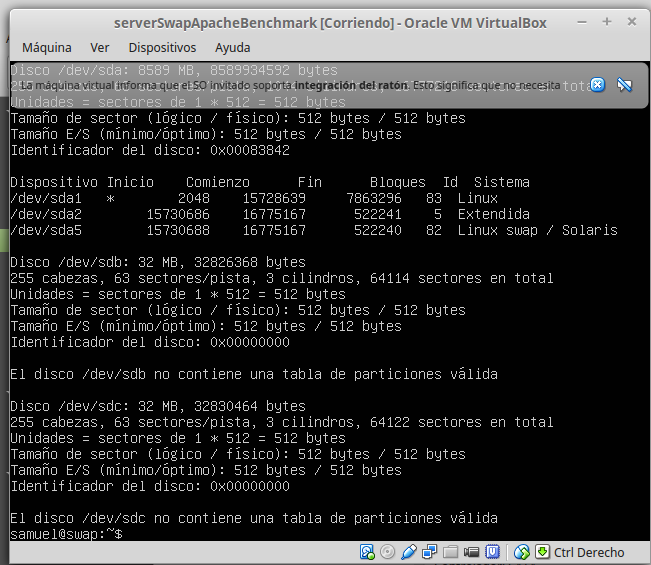 serverSwapApacheBenchmark [Corriendo] - Oracle VM VirtualBox
Máquina Ver Dispositivos Ayuda
Disco /dev/sda: 8589 MB, 8589934592 bytes
La máquina virtual informa que el SO invitado soporta integración del ratón. Esto significa que no necesita
Unidades = sectores de 1 * 512 = 512 bytes
Tamaño de sector (lógico / físico): 512 bytes / 512 bytes
Tamaño E/S (mínimo/óptimo): 512 bytes / 512 bytes
Identificador del disco: 0x00083842
Dispositivo Inicio Comienzo Fin Bloques Id Sistema
/dev/sda1 * 2048 15728639 7863296 83 Linux
/dev/sda2 15730686 16775167 522241 5 Extendida
/dev/sda5 15730688 16775167 522240 82 Linux swap / Solaris
Disco /dev/sdb: 32 MB, 32826368 bytes
255 cabezas, 63 sectores/pista, 3 cilindros, 64114 sectores en total
Unidades = sectores de 1 * 512 = 512 bytes
Tamaño de sector (lógico / físico): 512 bytes / 512 bytes
Tamaño E/S (mínimo/óptimo): 512 bytes / 512 bytes
Identificador del disco: 0x00000000
El disco /dev/sdb no contiene una tabla de particiones válida
Disco /dev/sdc: 32 MB, 32830464 bytes
255 cabezas, 63 sectores/pista, 3 cilindros, 64122 sectores en total
Unidades = sectores de 1 * 512 = 512 bytes
Tamaño de sector (lógico / físico): 512 bytes / 512 bytes
Tamaño E/S (mínimo/óptimo): 512 bytes / 512 bytes
Identificador del disco: 0x00000000
El disco /dev/sdc no contiene una tabla de particiones válida
samuel@swap:~$
Ctrl Derecho